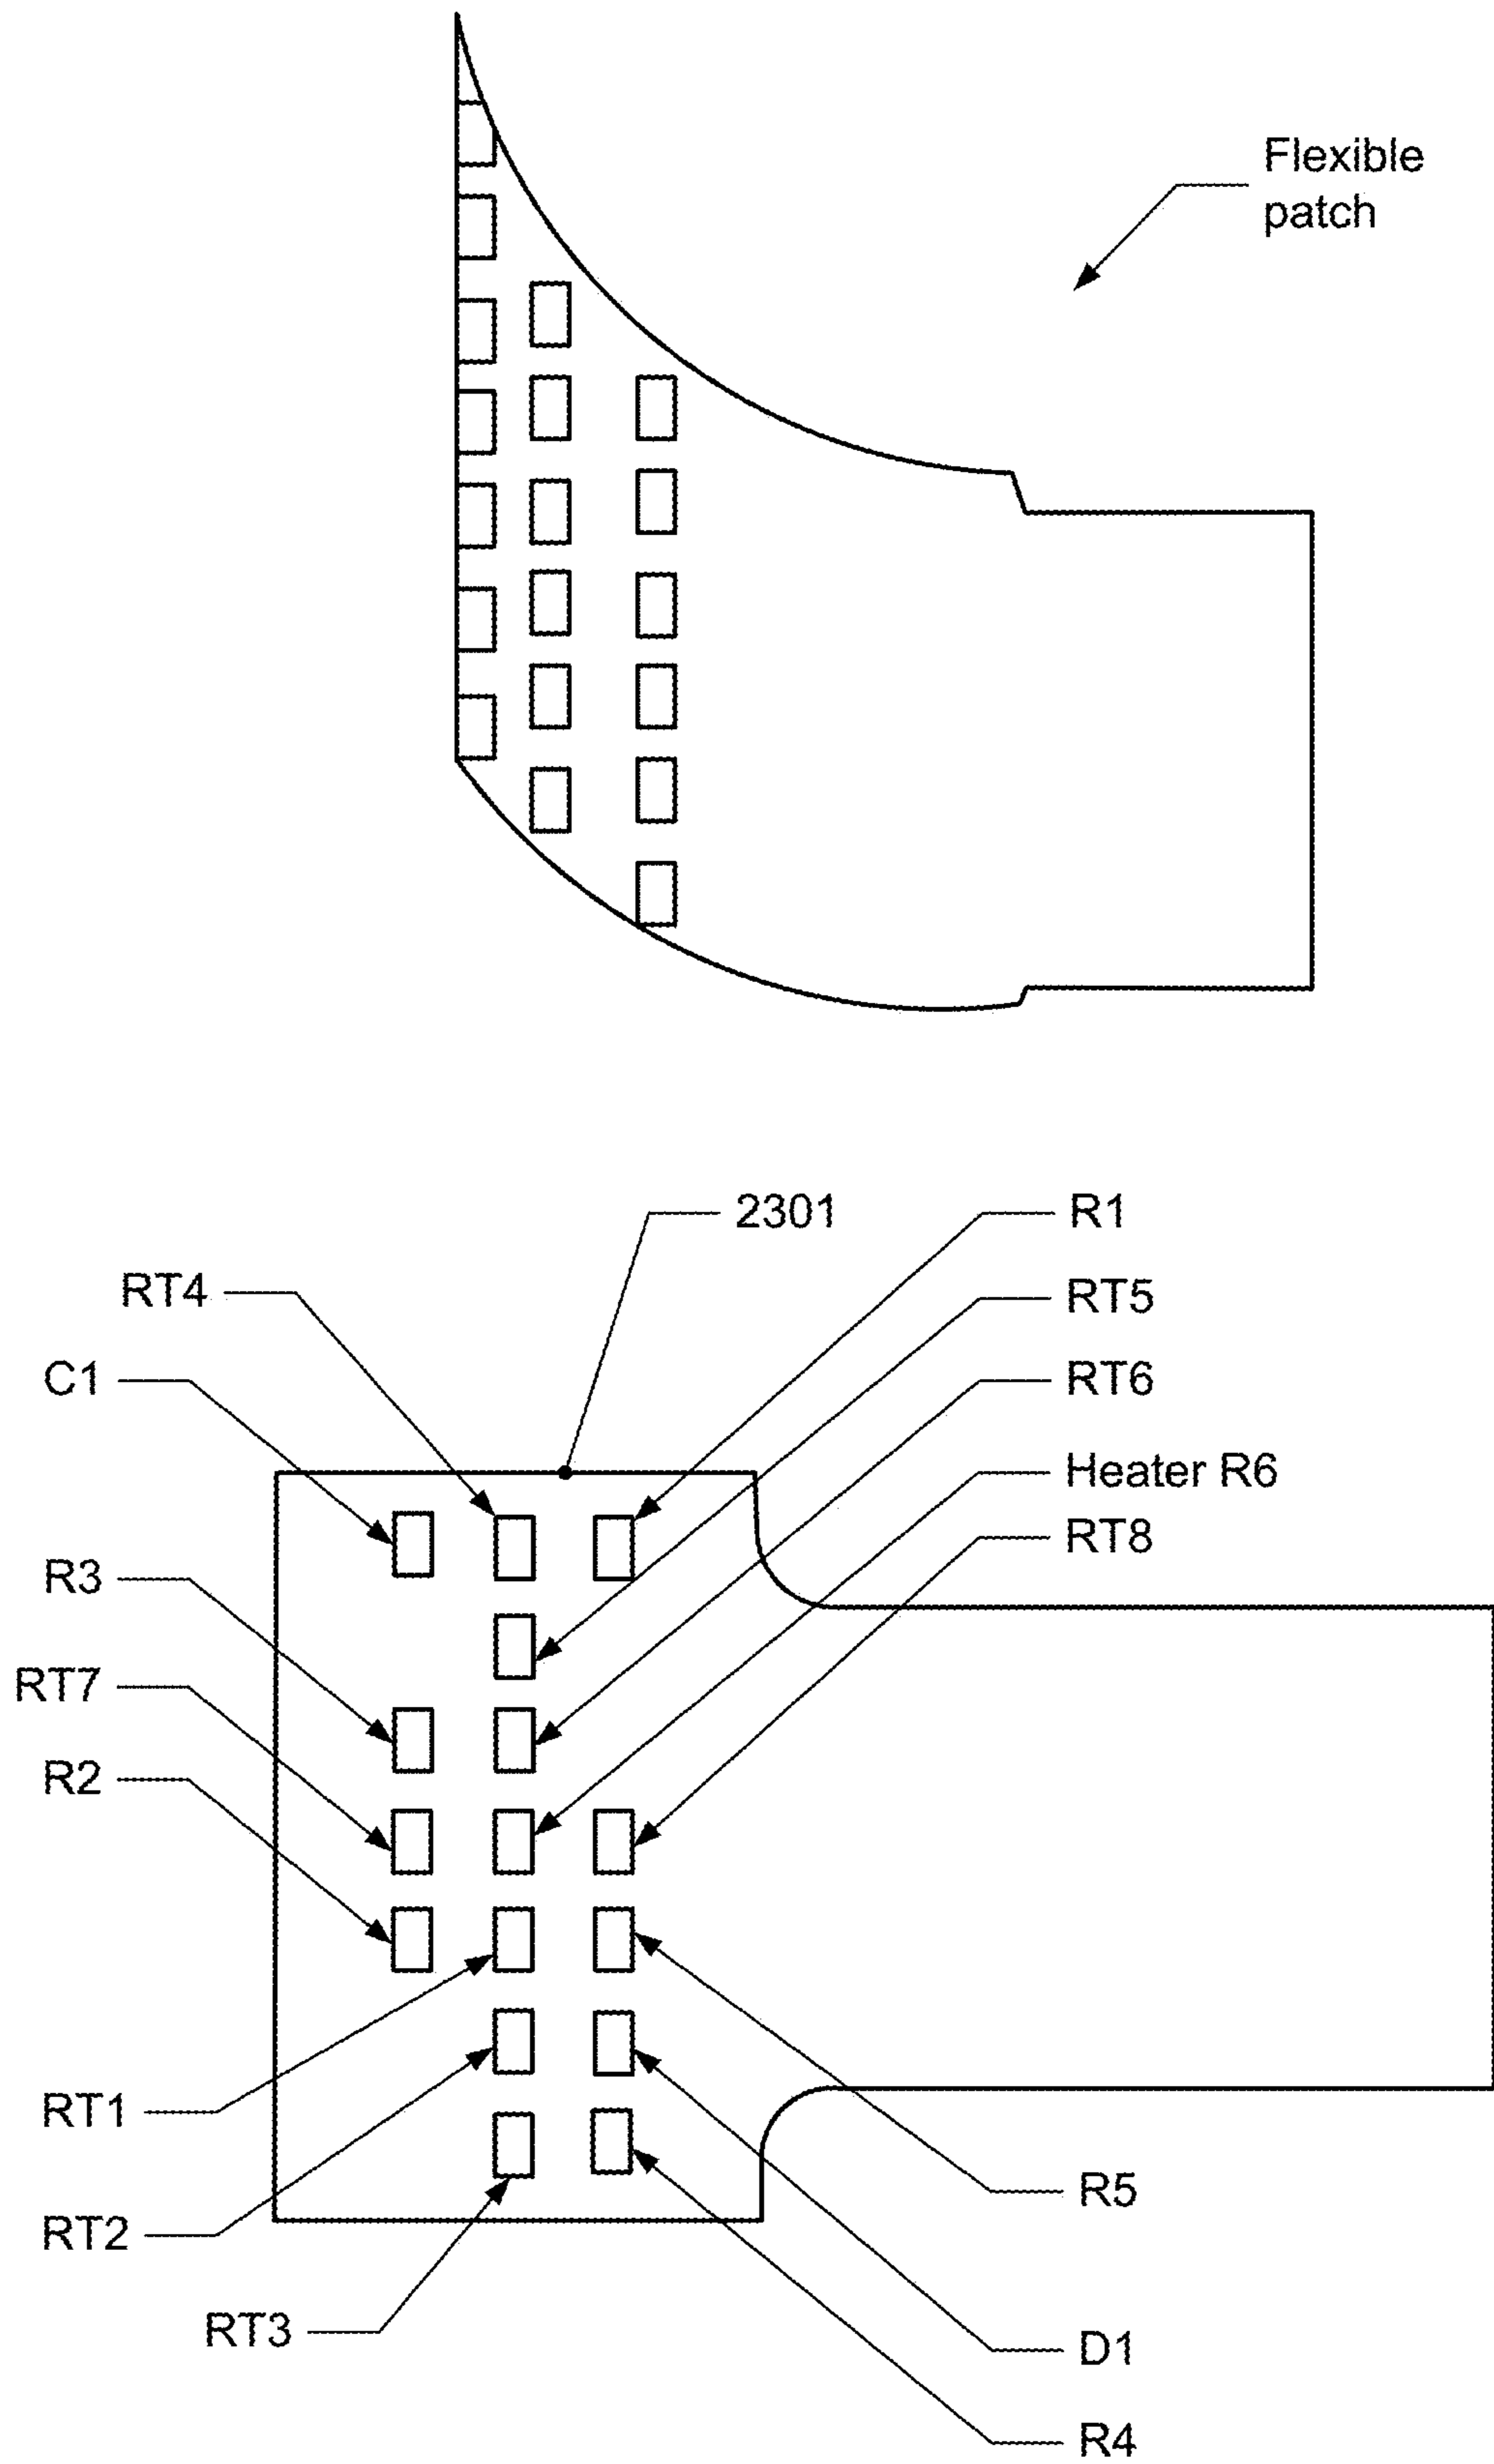 Flexible
patch
2301
R1
RT4
RT5
C1
RT6
Heater R6
RT8
R3
RT7
R2
RT1
R5
RT2
RT3
D1
R4